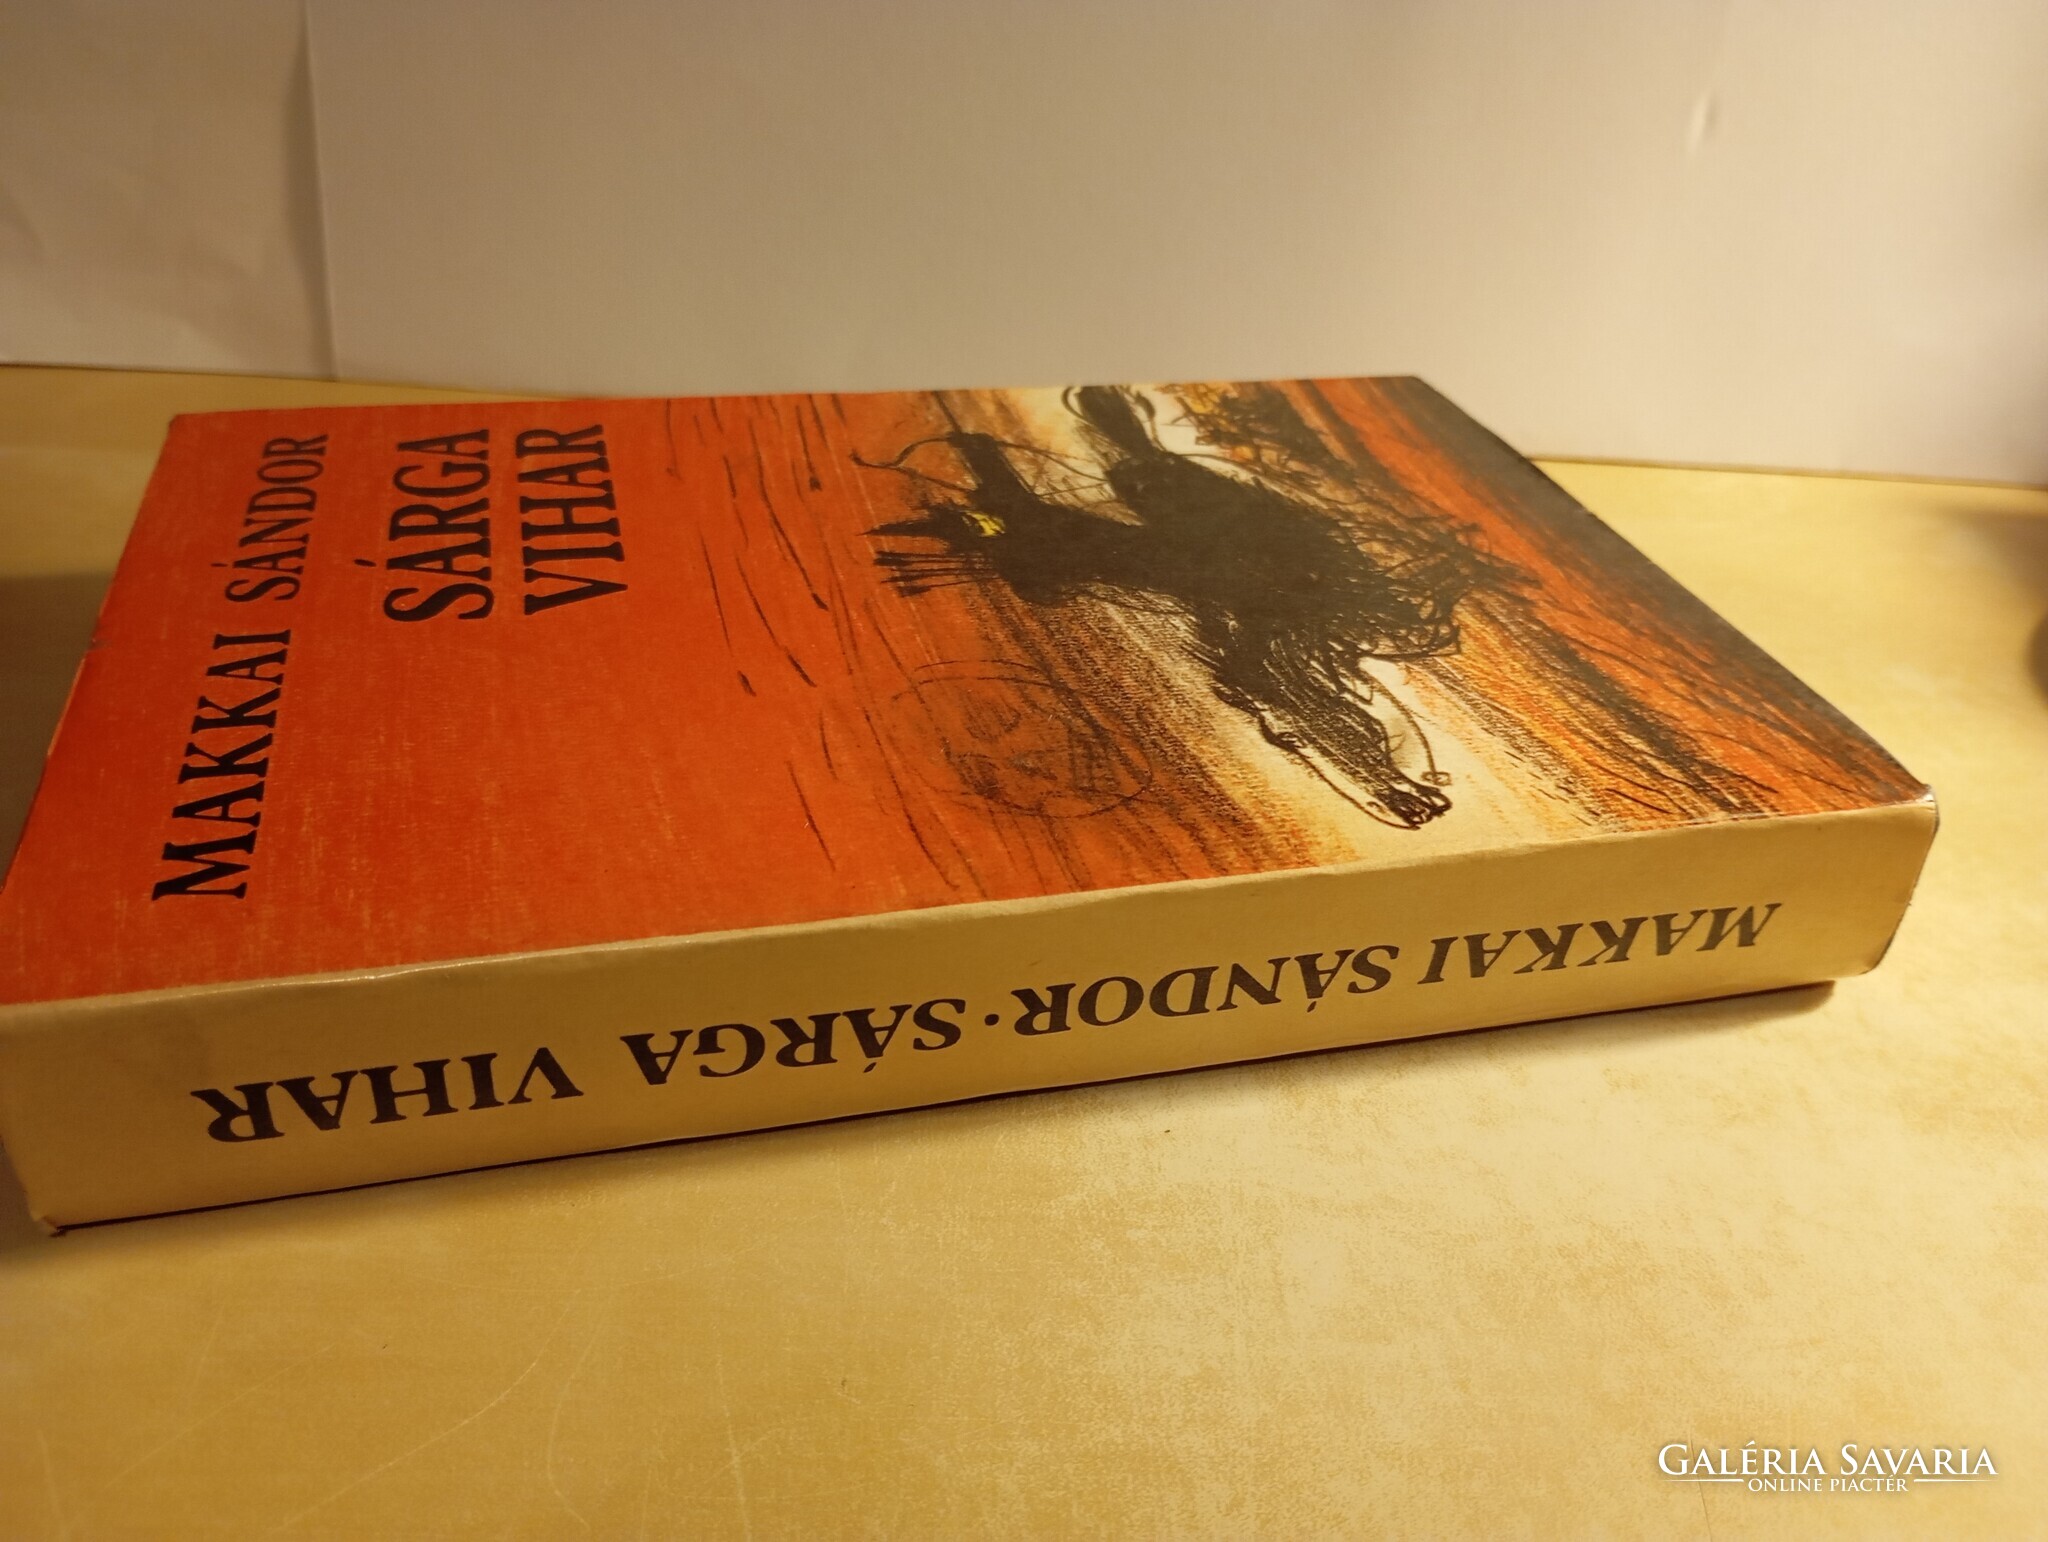 MAKKAI SÁNDOR
SÁRGA
VIHAR
MAKKAI SÁNDOR · SÁRGA VIHAR
GALÉRIA SAVARIA
ONLINE PIACTÉR